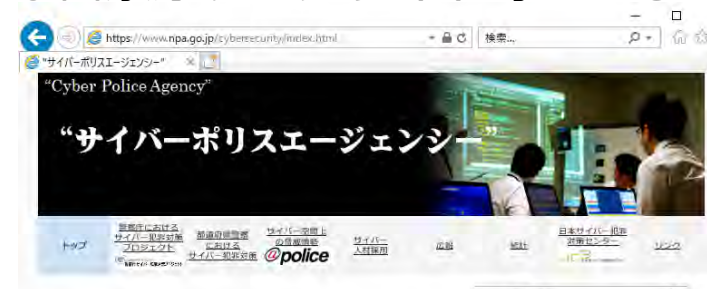 https://www.npa.go.jp/cybersecurity/index.html
検索...
"サイバーポリスエージェンシー"
"Cyber Police Agency"
“サイバーポリスエージェンシー”
トップ
警察庁における
サイバー犯罪対策
プロジェクト
都道府県警察
における
サイバー犯罪対策
サイバー空間上
の脅威情勢
@police
サイバー
人材採用
広報
統計
日本サイバー犯罪
対策センター
リンク